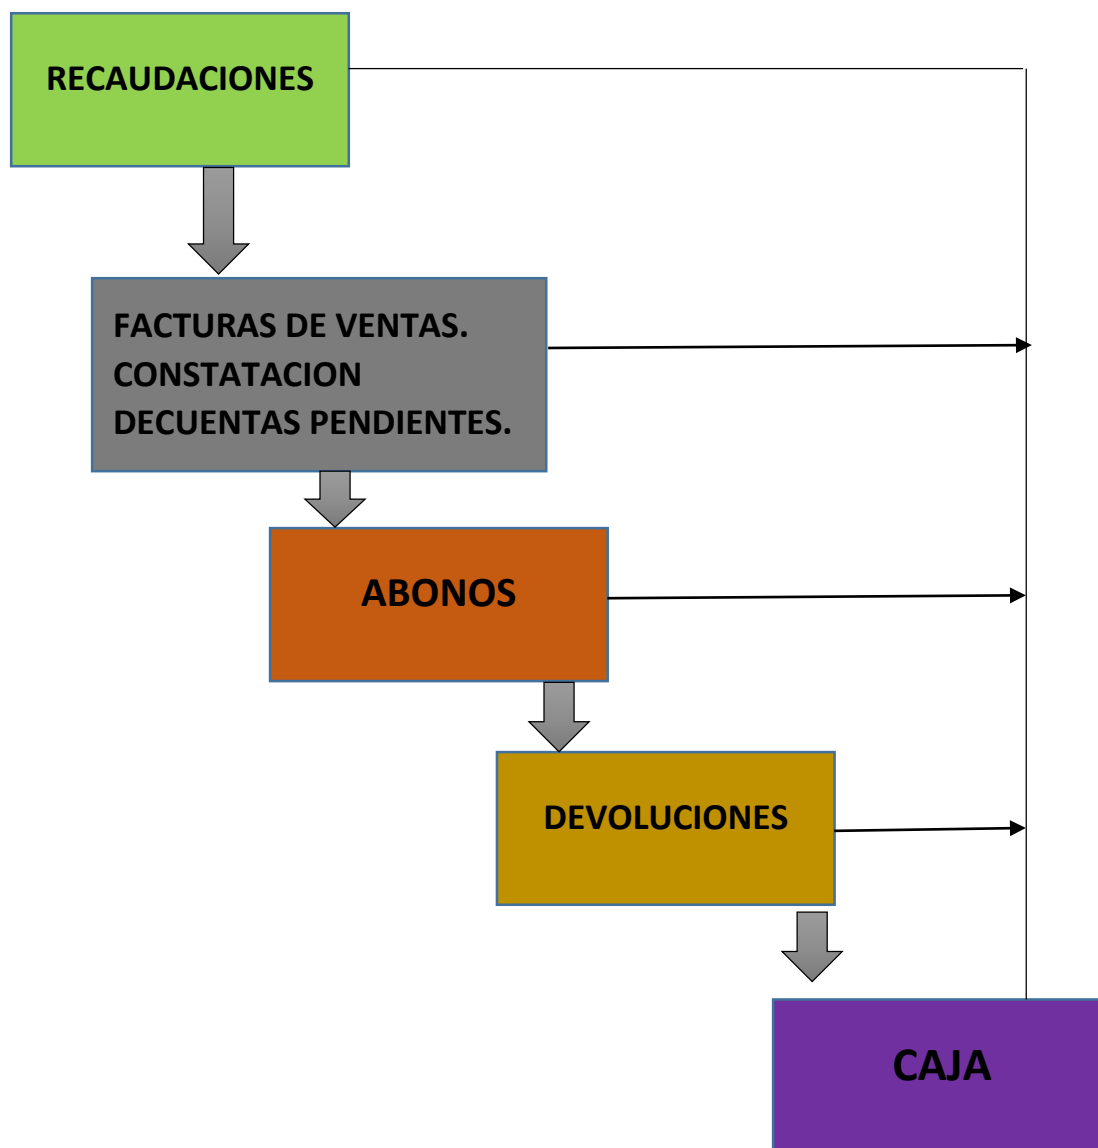 RECAUDACIONES
FACTURAS DE VENTAS.
CONSTATACION
DECUENTAS PENDIENTES.
ABONOS
DEVOLUCIONES
CAJA